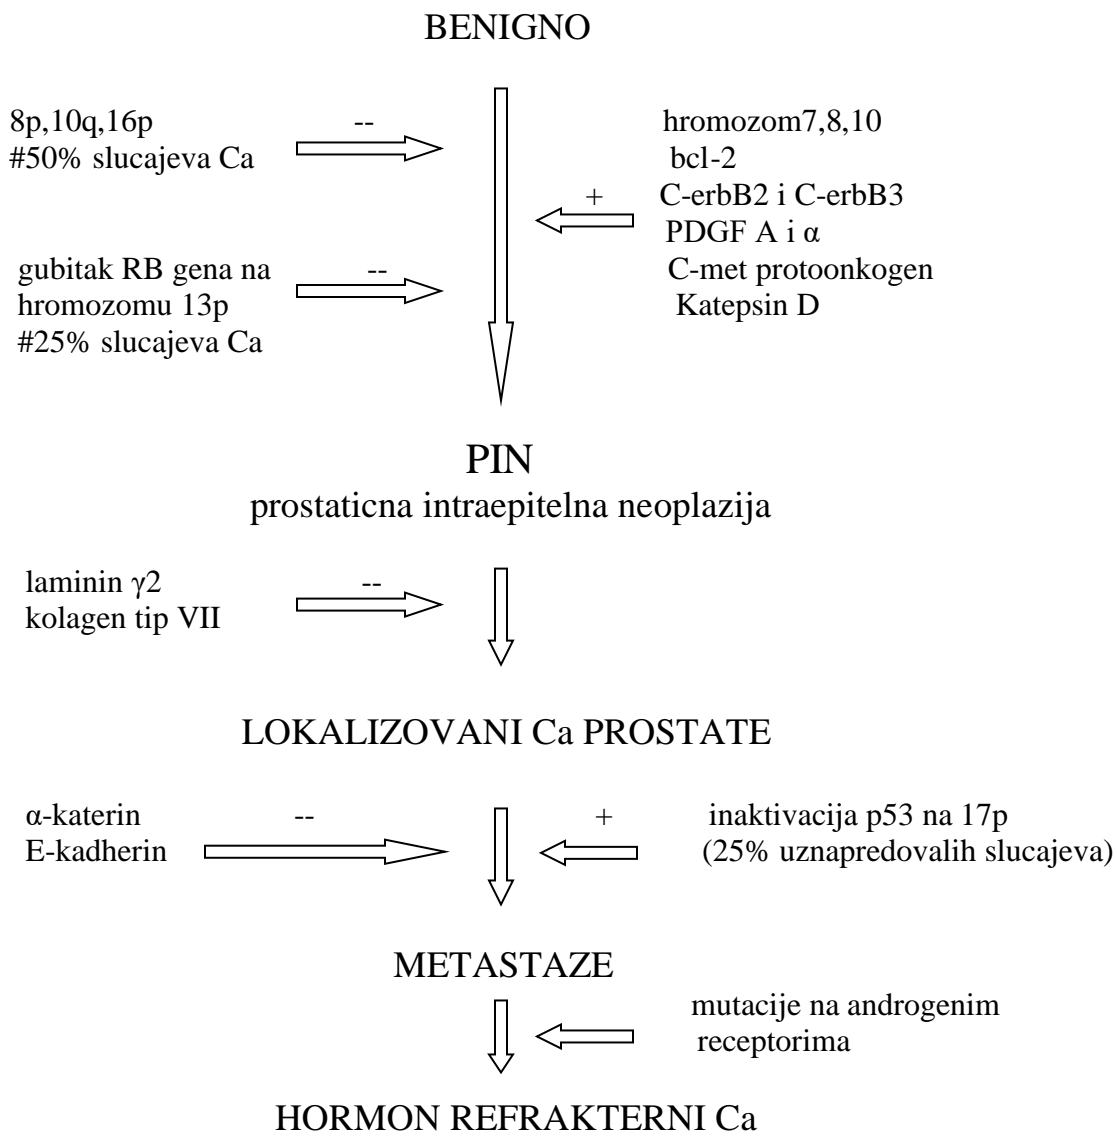 BENIGNO
8p,10q,16p
#50% slucajeva Ca
--
hromozom7,8,10
bcl-2
C-erbB2 i C-erbB3
PDGF A i α
C-met protoonkogen
Katepsin D
+
gubitak RB gena na
hromozomu 13p
#25% slucajeva Ca
--
PIN
prostaticna intraepitelna neoplazija
laminin γ2
kolagen tip VII
--
LOKALIZOVANI Ca PROSTATE
α-katerin
E-kadherin
--
+
inaktivacija p53 na 17p
(25% uznapredovalih slucajeva)
METASTAZE
mutacije na androgenim
receptorima
HORMON REFRAKTERNI Ca